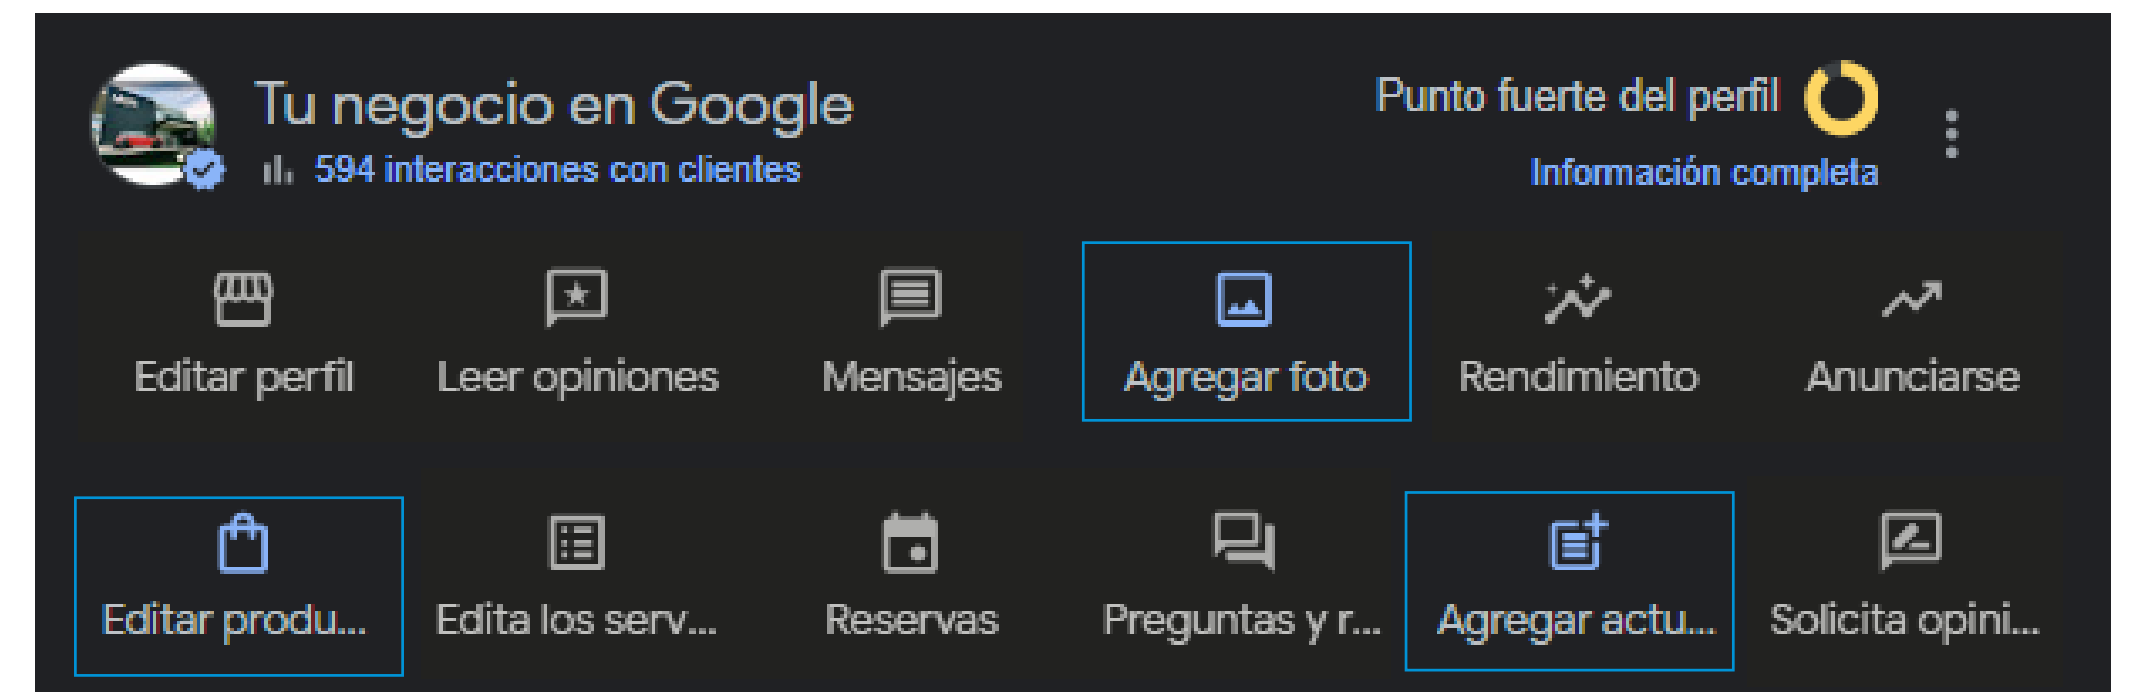 Tu negocio en Google
594 interacciones con clientes
Punto fuerte del perfil
Información completa
Editar perfil
Leer opiniones
Mensajes
Agregar foto
Rendimiento
Anunciarse
Editar produ...
Edita los serv...
Reservas
Preguntas y r...
Agregar actu...
Solicita opini...